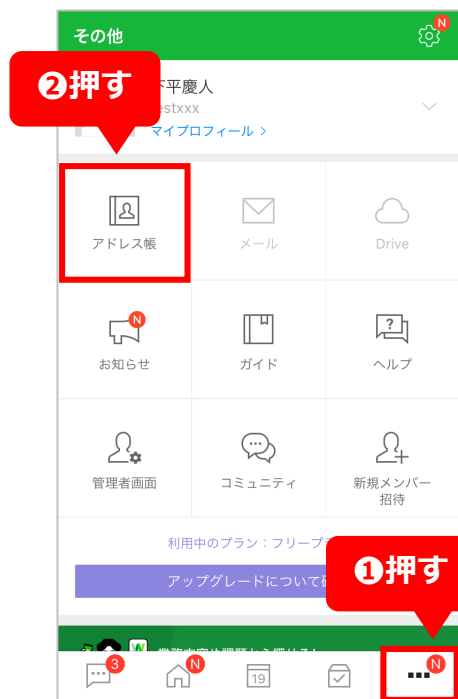 その他
N
❷押す
下平慶人
estxxx
マイプロフィール >
アドレス帳
メール
Drive
N
お知らせ
ガイド
?
ヘルプ
管理者画面
コミュニティ
新規メンバー
招待
利用中のプラン：フリープ
アップグレードについて
❶押す
W
3
N
19
N